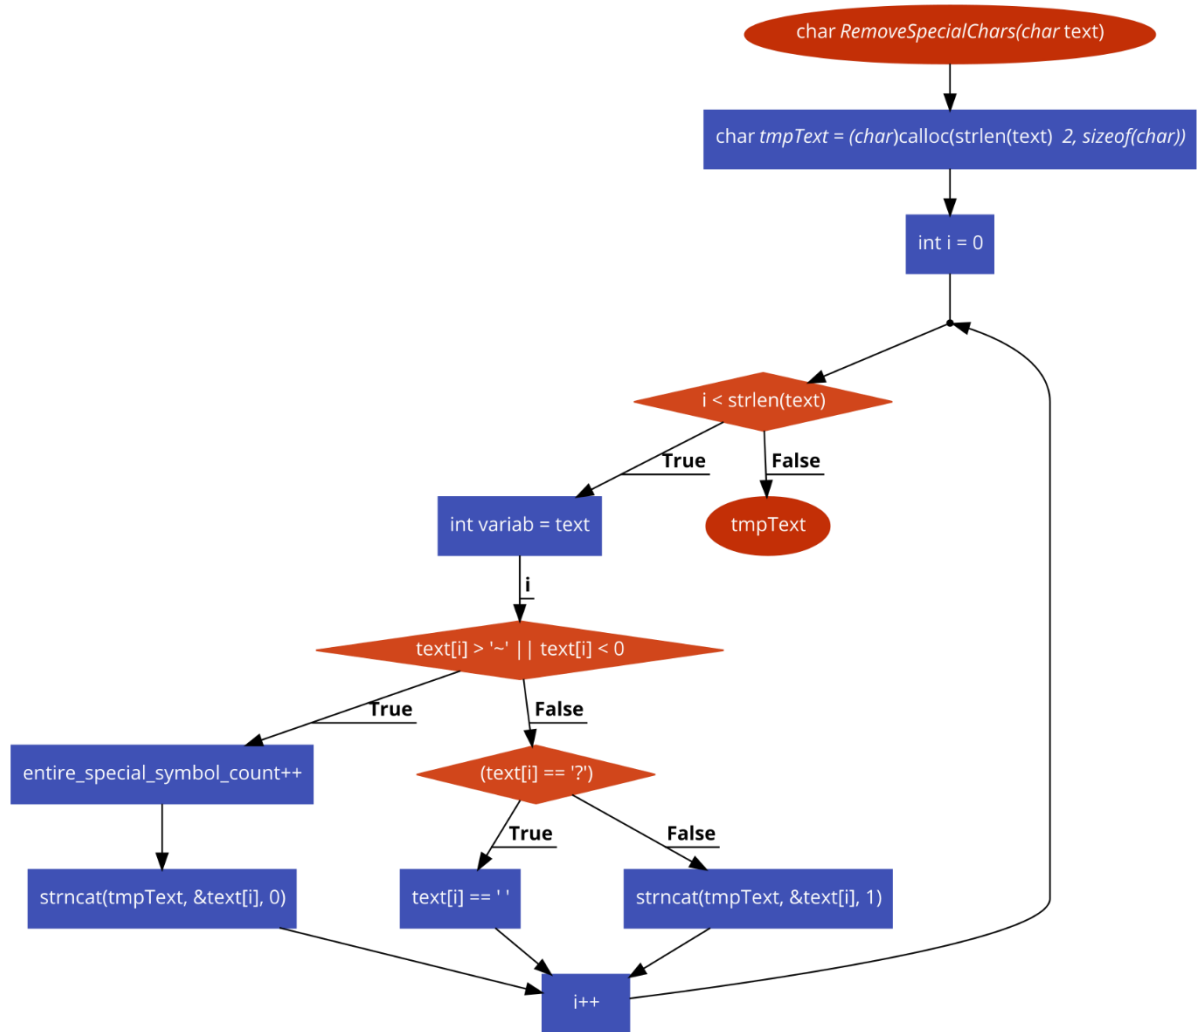 char RemoveSpecialChars(char text)
char tmpText = (char)calloc(strlen(text)  2, sizeof(char))
int i = 0
i < strlen(text)
True
False
int variab = text
tmpText
i
text[i] > '~' || text[i] < 0
True
False
entire_special_symbol_count++
(text[i] == '?')
True
False
strncat(tmpText, &text[i], 0)
text[i] == ' '
strncat(tmpText, &text[i], 1)
i++